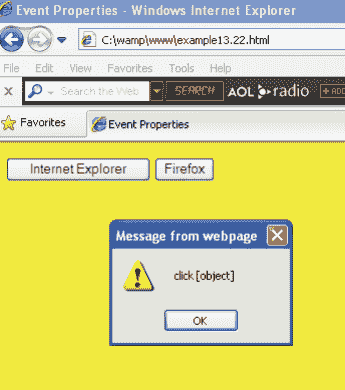 Event Properties - Windows Internet Explorer
C:\wamp\www\example13.22.html
File Edit View Favorites Tools Help
x Search the Web SEARCH AOL radio + ADD
Favorites Event Properties
Internet Explorer Firefox
Message from webpage
click [object]
OK